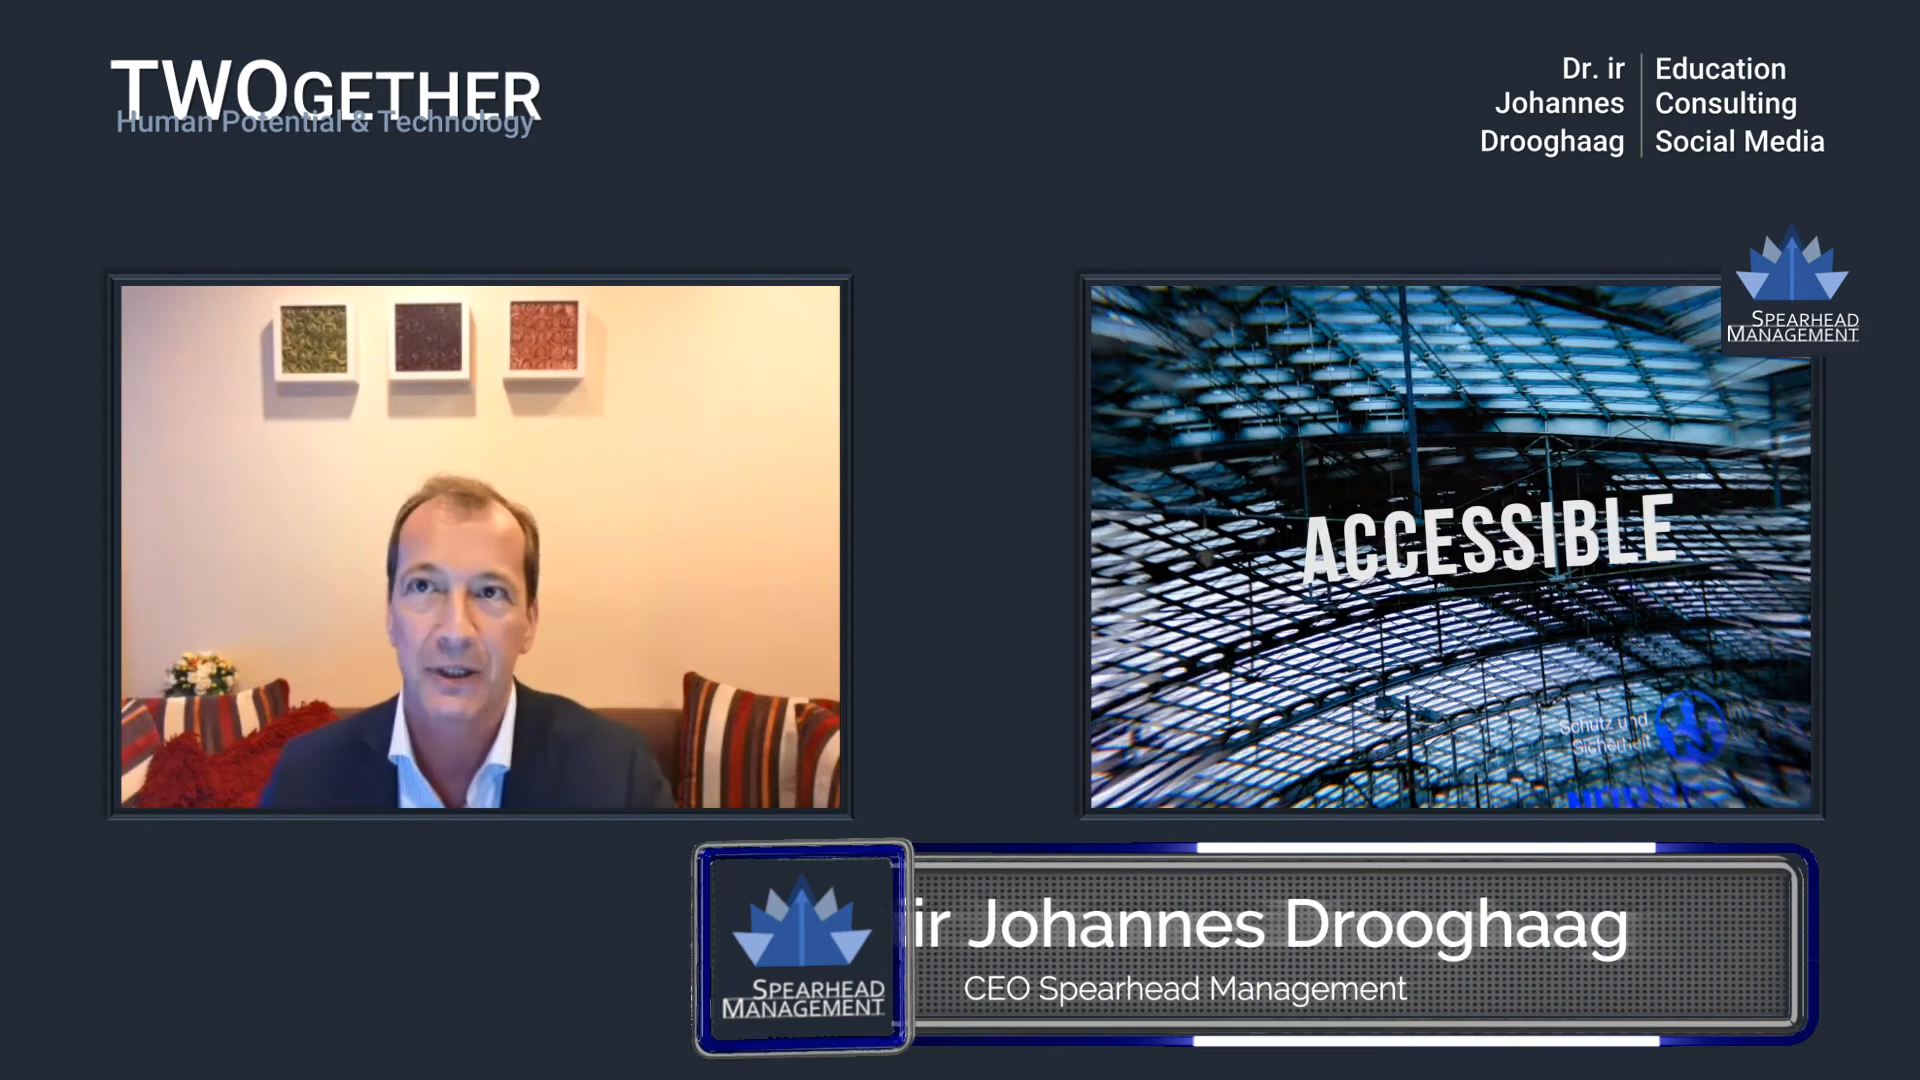 TWOGETHER
Human Potential & Technology
Dr. ir
Johannes
Drooghaag
Education
Consulting
Social Media
SPEARHEAD
MANAGEMENT
ACCESSIBLE
Schutz und
Sicherheit
ir Johannes Drooghaag
CEO Spearhead Management
SPEARHEAD
MANAGEMENT